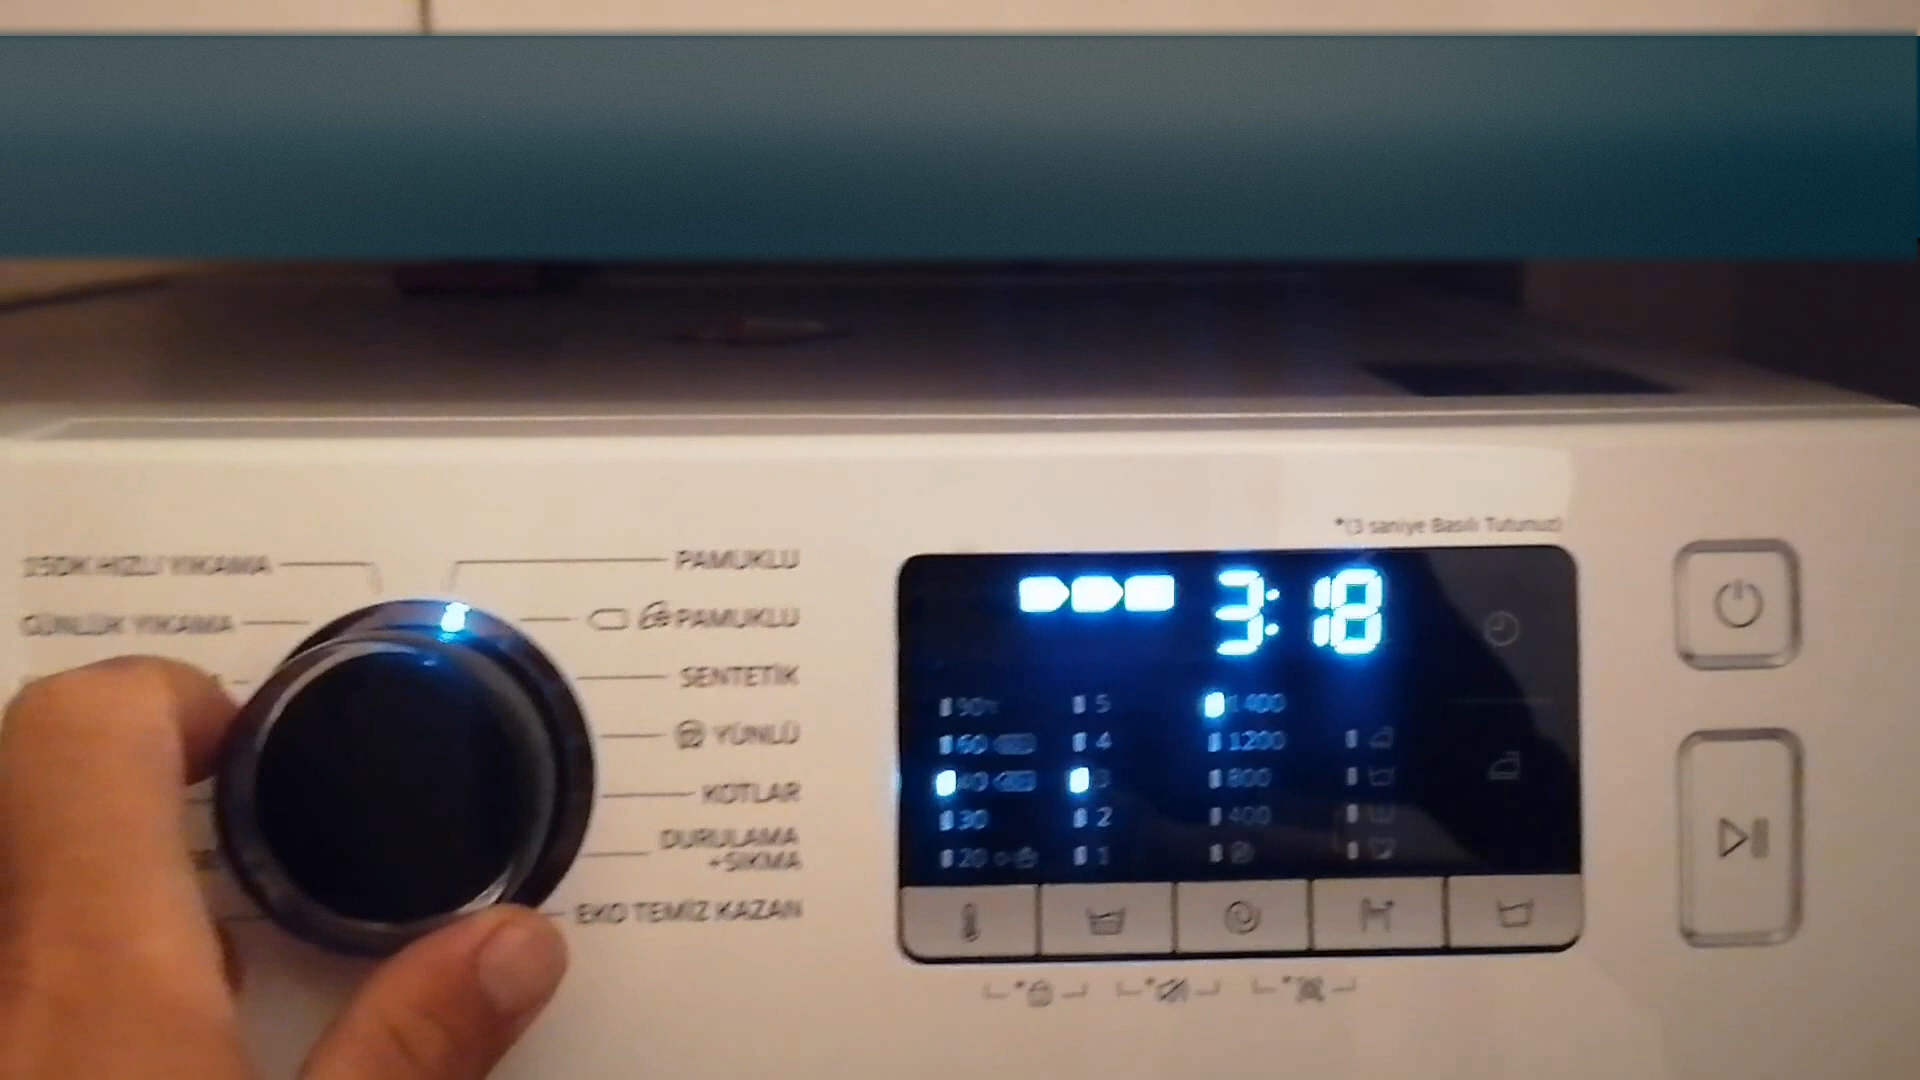 *(3 saniye Basılı Tutunuz)
15DK HIZLI YIKAMA
GÜNLÜK YIKAMA
PAMUKLU
PAMUKLU
SENTETİK
YÜNLÜ
KOTLAR
DURULAMA
+SIKMA
EKO TEMİZ KAZAN
3:18
90℃ 5 1400
60 4 1200
40 3 800
30 2 400
20 1